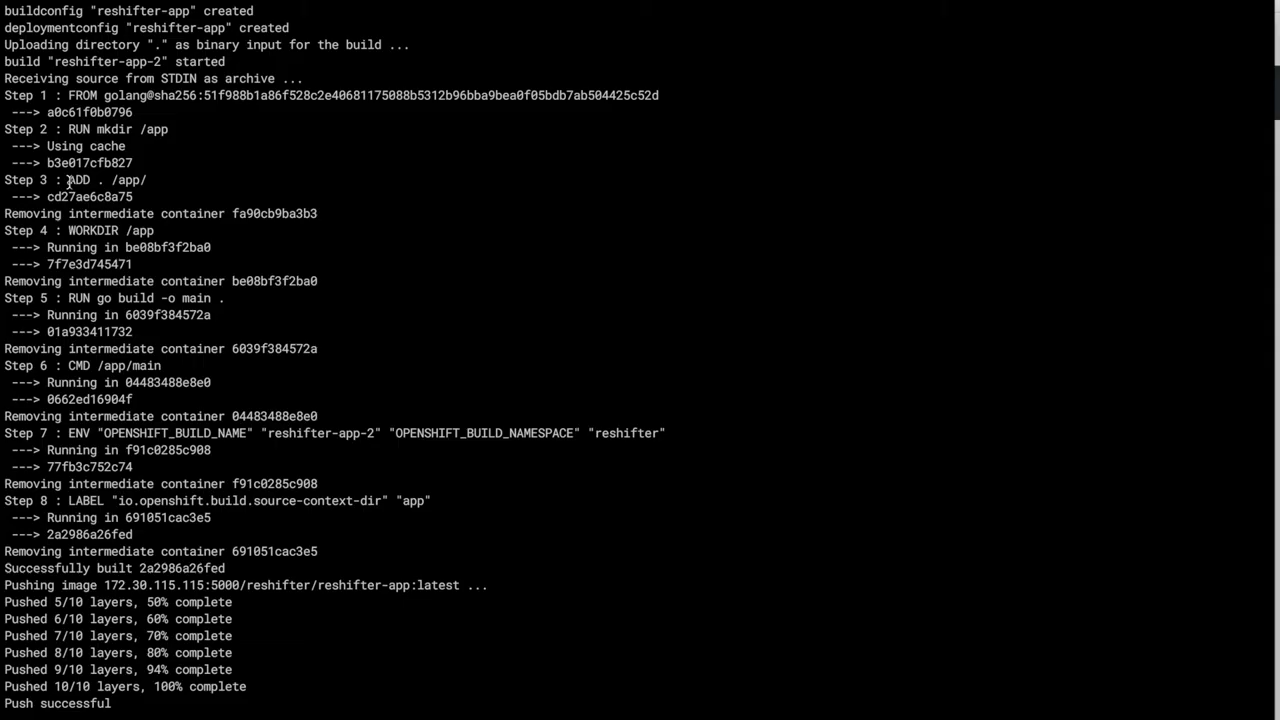 buildconfig "reshifter-app" created
deploymentconfig "reshifter-app" created
Uploading directory "." as binary input for the build ...
build "reshifter-app-2" started
Receiving source from STDIN as archive ...
Step 1 : FROM golang@sha256:51f988b1a86f528c2e40681175088b5312b96bba9bea0f05bdb7ab504425c52d
---> a0c61f0b0796
Step 2 : RUN mkdir /app
---> Using cache
---> b3e017cfb827
Step 3 : ADD . /app/
---> cd27ae6c8a75
Removing intermediate container fa90cb9ba3b3
Step 4 : WORKDIR /app
---> Running in be08bf3f2ba0
---> 7f7e3d745471
Removing intermediate container be08bf3f2ba0
Step 5 : RUN go build -o main .
---> Running in 6039f384572a
---> 01a933411732
Removing intermediate container 6039f384572a
Step 6 : CMD /app/main
---> Running in 04483488e8e0
---> 0662ed16904f
Removing intermediate container 04483488e8e0
Step 7 : ENV "OPENSHIFT_BUILD_NAME" "reshifter-app-2" "OPENSHIFT_BUILD_NAMESPACE" "reshifter"
---> Running in f91c0285c908
---> 77fb3c752c74
Removing intermediate container f91c0285c908
Step 8 : LABEL "io.openshift.build.source-context-dir" "app"
---> Running in 691051cac3e5
---> 2a2986a26fed
Removing intermediate container 691051cac3e5
Successfully built 2a2986a26fed
Pushing image 172.30.115.115:5000/reshifter/reshifter-app:latest ...
Pushed 5/10 layers, 50% complete
Pushed 6/10 layers, 60% complete
Pushed 7/10 layers, 70% complete
Pushed 8/10 layers, 80% complete
Pushed 9/10 layers, 94% complete
Pushed 10/10 layers, 100% complete
Push successful